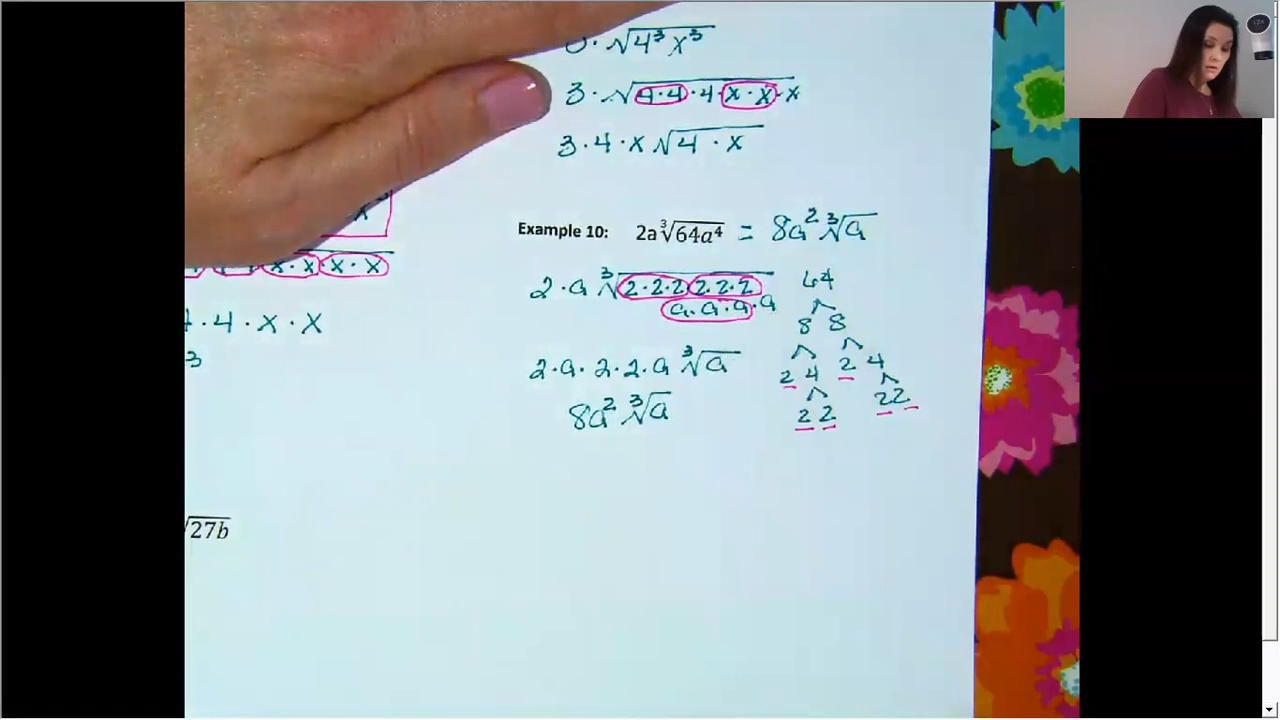 √4³x³
3 · √4·4·4·x·x·x
3·4·x√4·x
Example 10: 2a∛64a⁴ = 8a²∛a
2·a ∛2·2·2·2·2·2
a·a·a·a
64
8 8
2 4 2 4
2 2 2 2
2·a·2·2·a ∛a
8a² ∛a
x·x x·x
·4·x·x
3
√27b